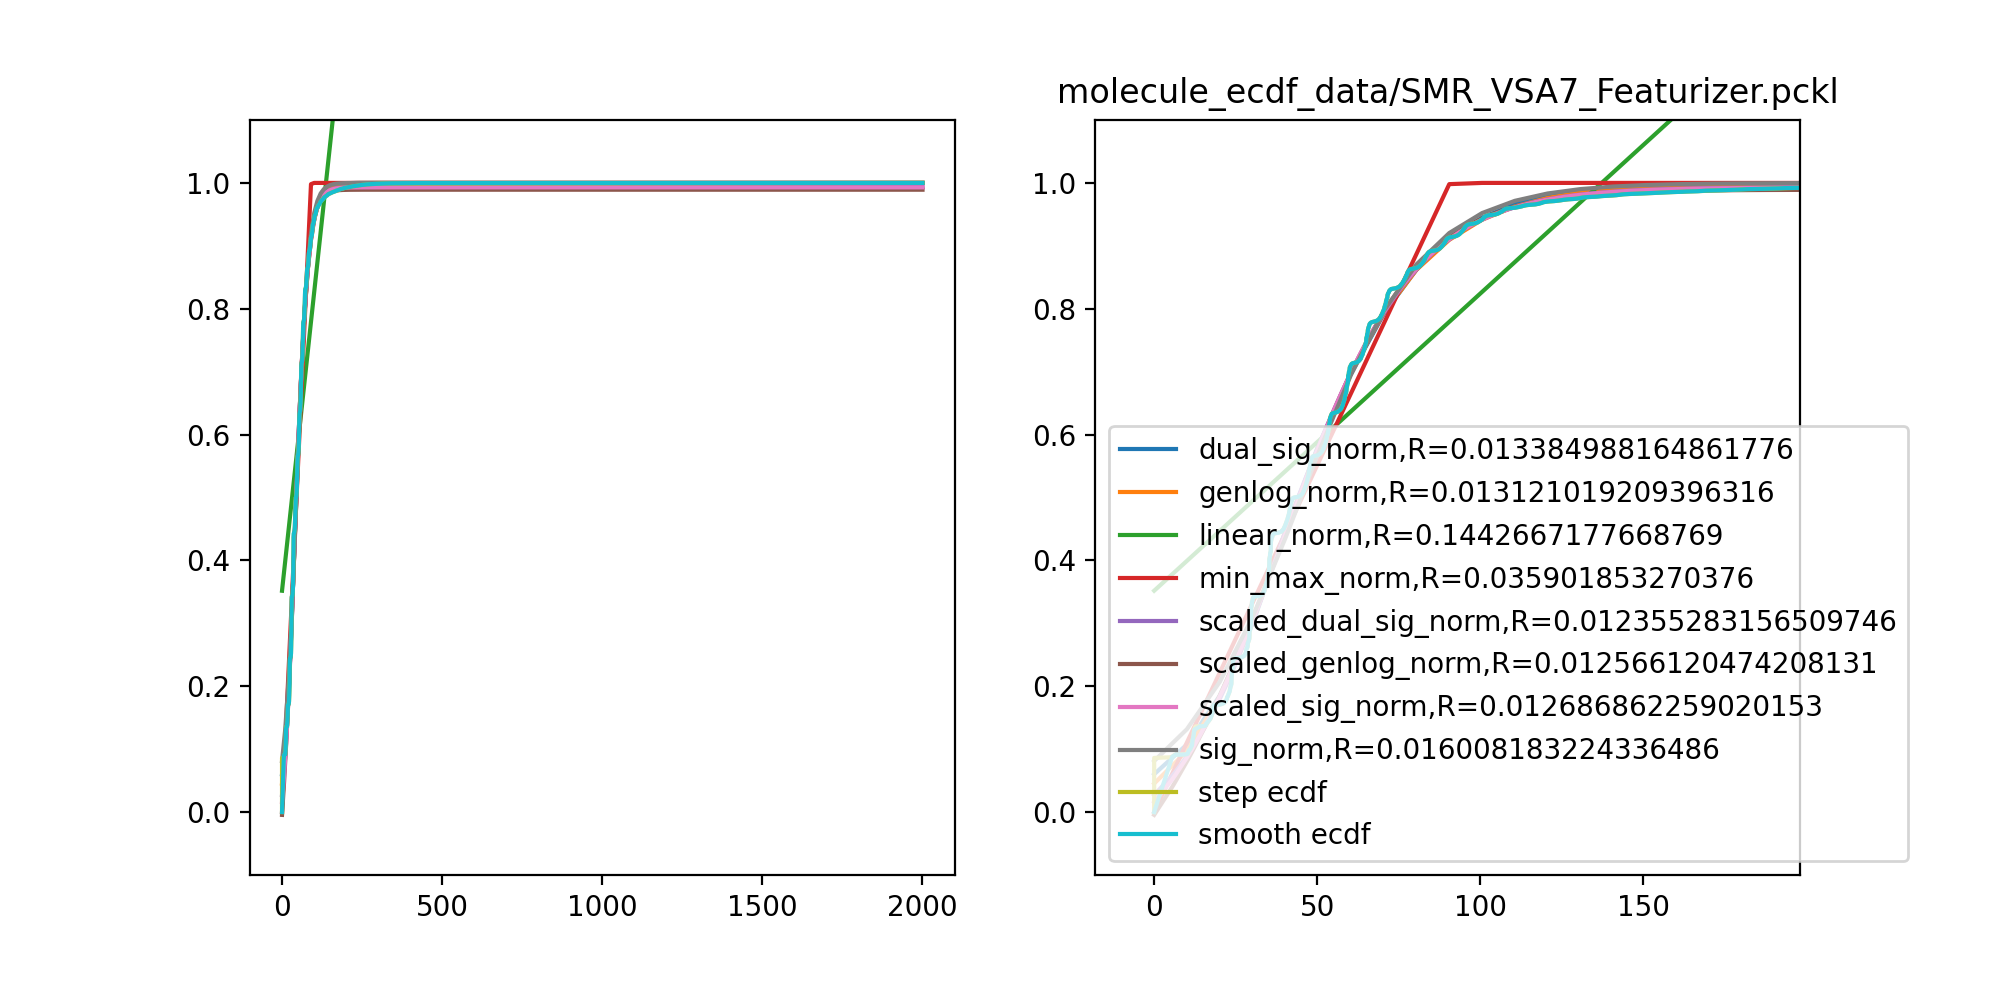 molecule_ecdf_data/SMR_VSA7_Featurizer.pckl
1.0
0.8
0.6
0.4
0.2
0.0
0 500 1000 1500 2000
1.0
0.8
0.6
0.4
0.2
0.0
dual_sig_norm,R=0.013384988164861776
genlog_norm,R=0.013121019209396316
linear_norm,R=0.1442667177668769
min_max_norm,R=0.035901853270376
scaled_dual_sig_norm,R=0.012355283156509746
scaled_genlog_norm,R=0.012566120474208131
scaled_sig_norm,R=0.012686862259020153
sig_norm,R=0.016008183224336486
step ecdf
smooth ecdf
0 50 100 150